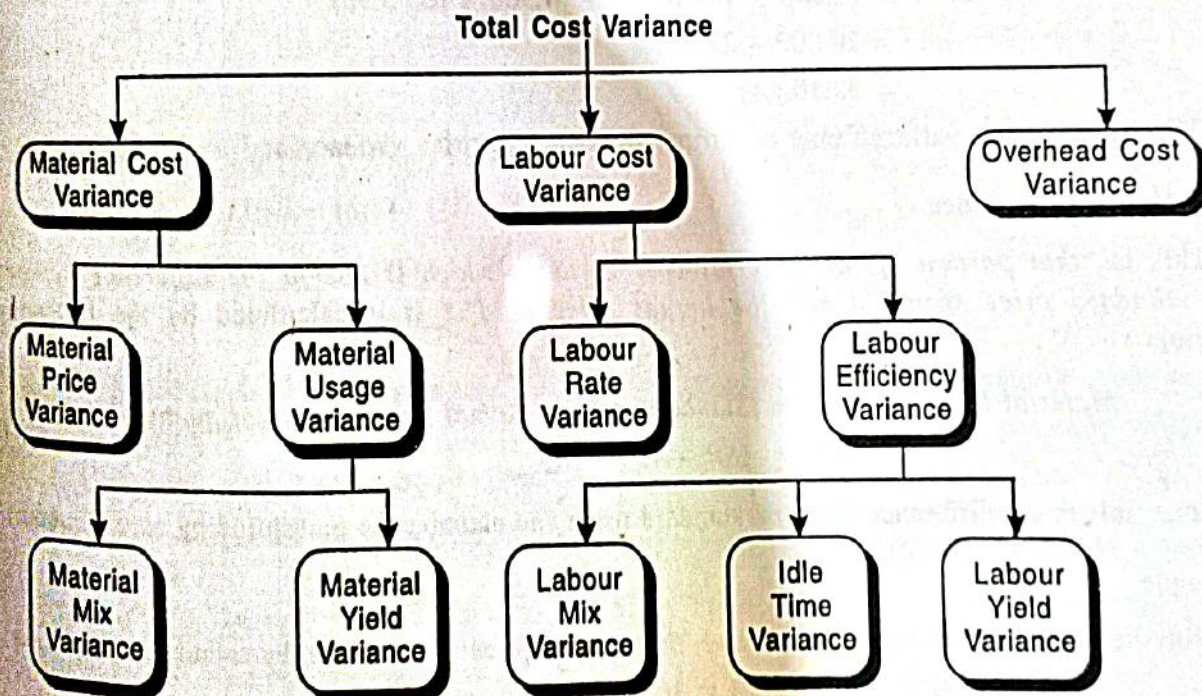 Total Cost Variance
Material Cost
Variance
Labour Cost
Variance
Overhead Cost
Variance
Material
Price
Variance
Material
Usage
Variance
Labour
Rate
Variance
Labour
Efficiency
Variance
Material
Mix
Variance
Material
Yield
Variance
Labour
Mix
Variance
Idle
Time
Variance
Labour
Yield
Variance